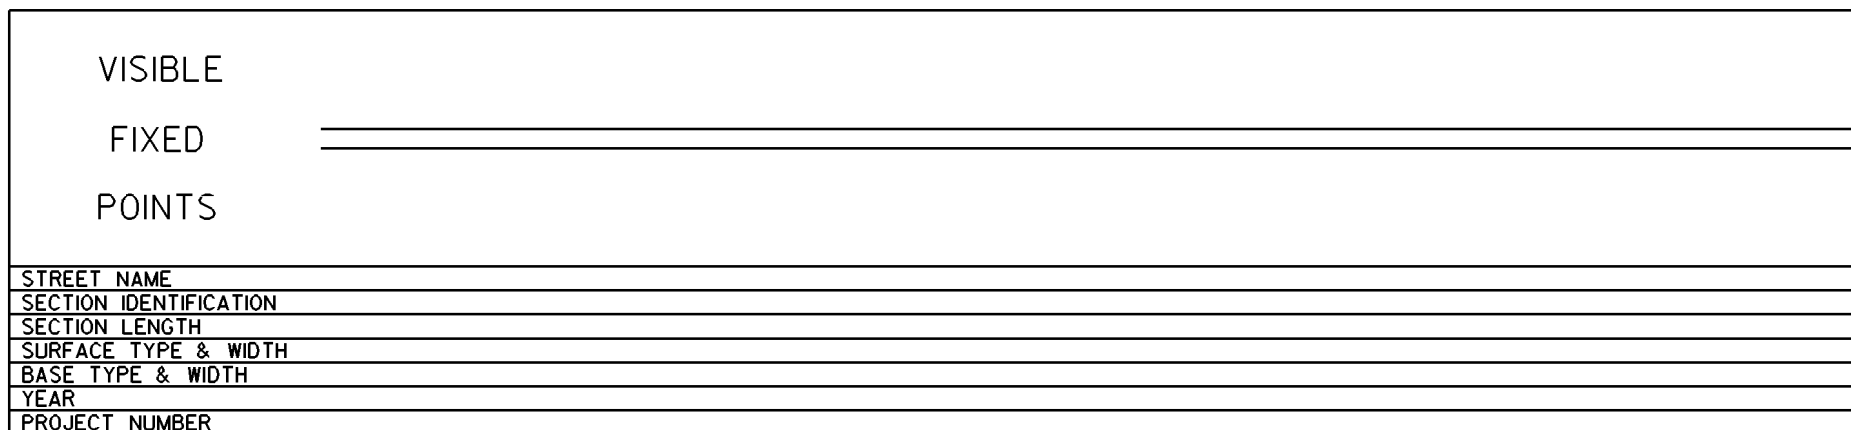 VISIBLE
FIXED
POINTS
STREET NAME
SECTION IDENTIFICATION
SECTION LENGTH
SURFACE TYPE & WIDTH
BASE TYPE & WIDTH
YEAR
PROJECT NUMBER